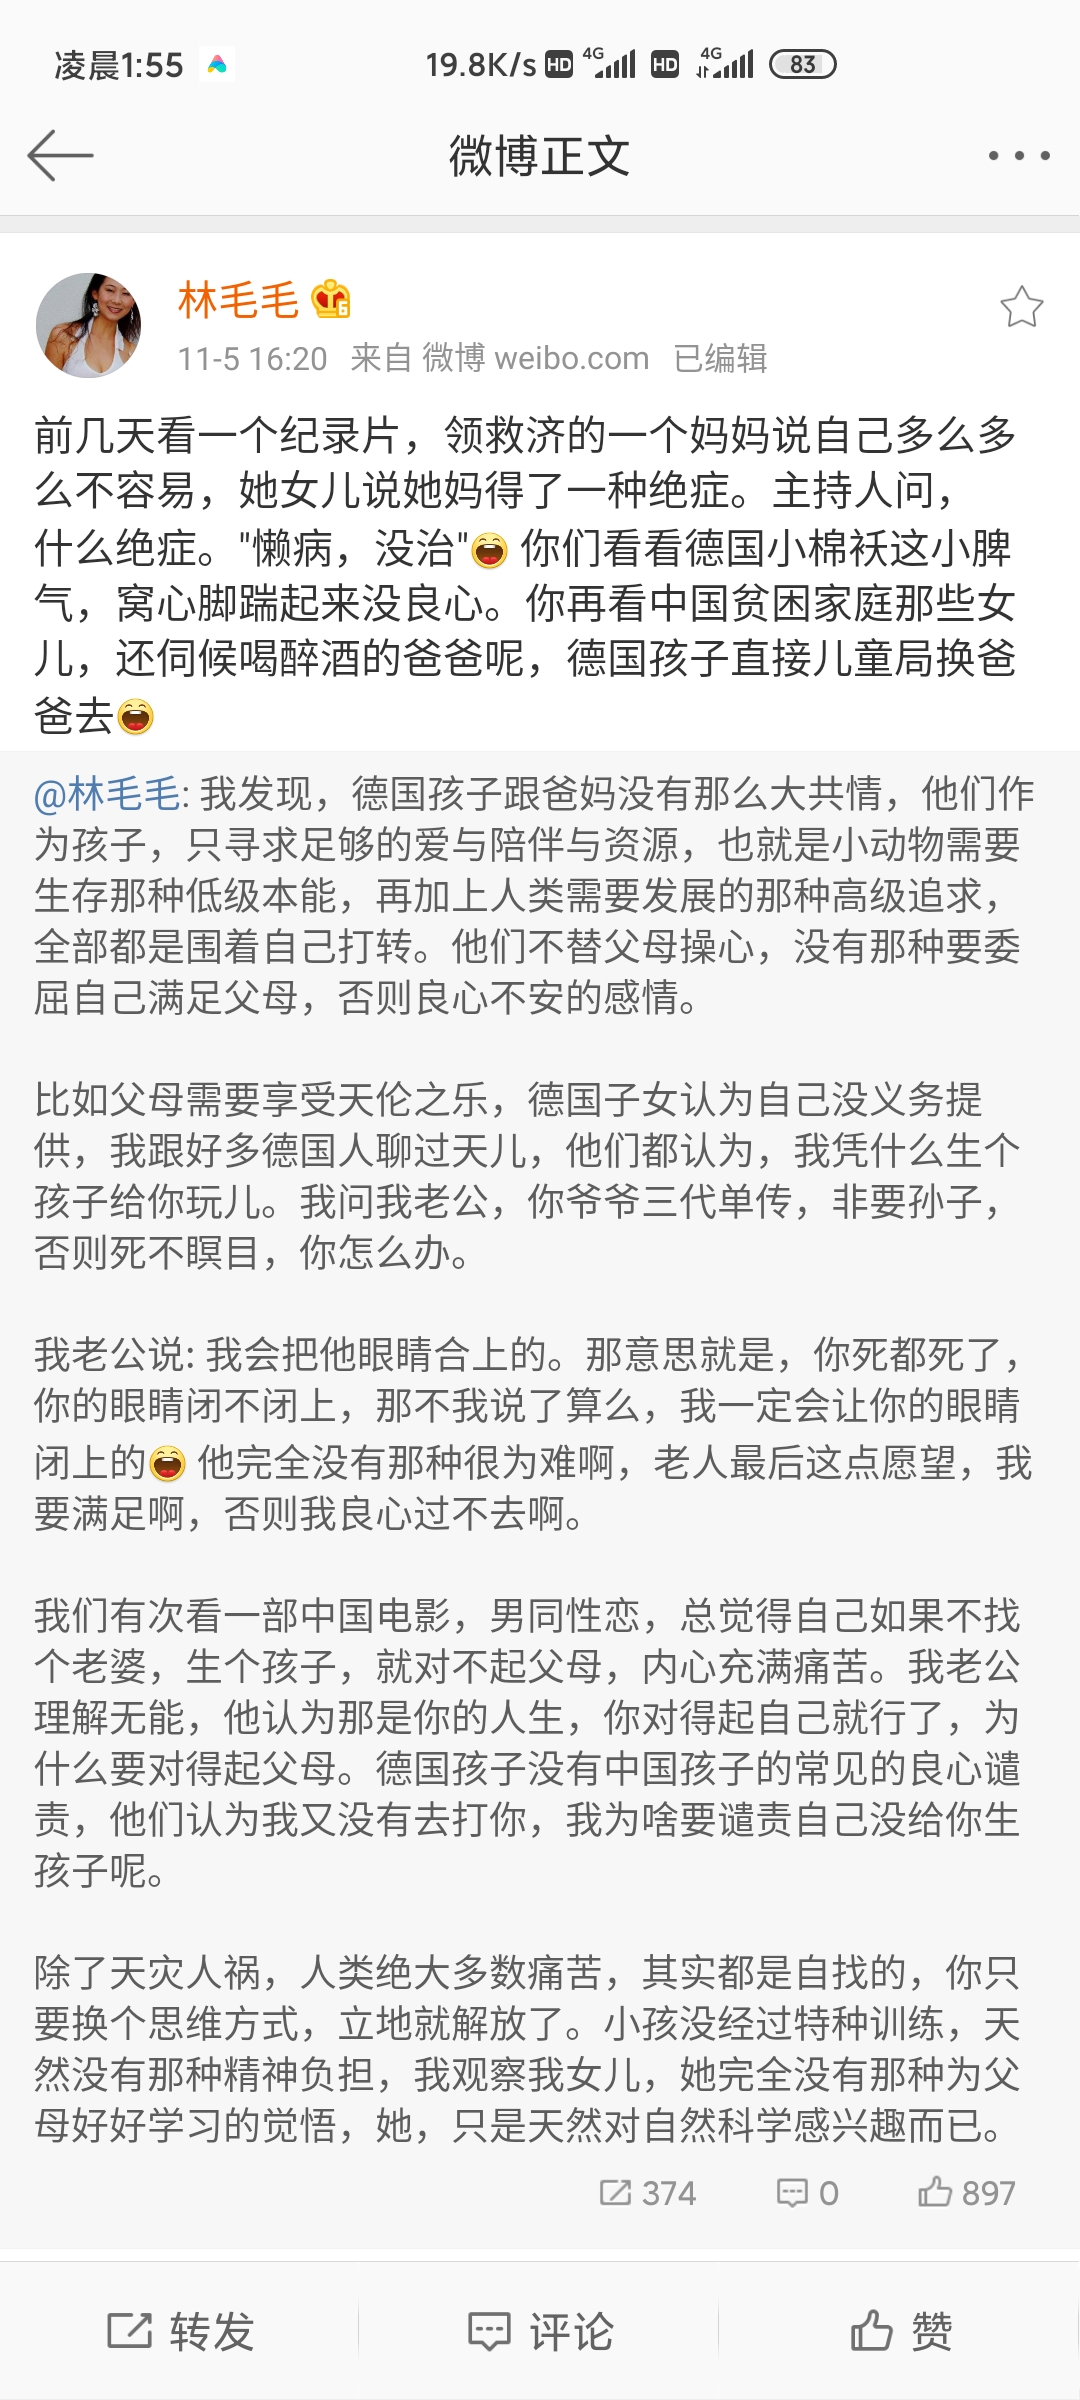 凌晨1:55 19.8K/s HD 4G HD 4G 83
微博正文
林毛毛 6
11-5 16:20 来自 微博 weibo.com 已编辑
前几天看一个纪录片，领救济的一个妈妈说自己多么多
么不容易，她女儿说她妈得了一种绝症。主持人问，
什么绝症。"懒病，没治" 你们看看德国小棉袄这小脾
气，窝心脚踹起来没良心。你再看中国贫困家庭那些女
儿，还伺候喝醉酒的爸爸呢，德国孩子直接儿童局换爸
爸去
@林毛毛: 我发现，德国孩子跟爸妈没有那么大共情，他们作
为孩子，只寻求足够的爱与陪伴与资源，也就是小动物需要
生存那种低级本能，再加上人类需要发展的那种高级追求，
全部都是围着自己打转。他们不替父母操心，没有那种要委
屈自己满足父母，否则良心不安的感情。
比如父母需要享受天伦之乐，德国子女认为自己没义务提
供，我跟好多德国人聊过天儿，他们都认为，我凭什么生个
孩子给你玩儿。我问我老公，你爷爷三代单传，非要孙子，
否则死不瞑目，你怎么办。
我老公说: 我会把他眼睛合上的。那意思就是，你死都死了，
你的眼睛闭不闭上，那不我说了算么，我一定会让你的眼睛
闭上的 他完全没有那种很为难啊，老人最后这点愿望，我
要满足啊，否则我良心过不去啊。
我们有次看一部中国电影，男同性恋，总觉得自己如果不找
个老婆，生个孩子，就对不起父母，内心充满痛苦。我老公
理解无能，他认为那是你的人生，你对得起自己就行了，为
什么要对得起父母。德国孩子没有中国孩子的常见的良心谴
责，他们认为我又没有去打你，我为啥要谴责自己没给你生
孩子呢。
除了天灾人祸，人类绝大多数痛苦，其实都是自找的，你只
要换个思维方式，立地就解放了。小孩没经过特种训练，天
然没有那种精神负担，我观察我女儿，她完全没有那种为父
母好好学习的觉悟，她，只是天然对自然科学感兴趣而已。
374 0 897
转发 评论 赞